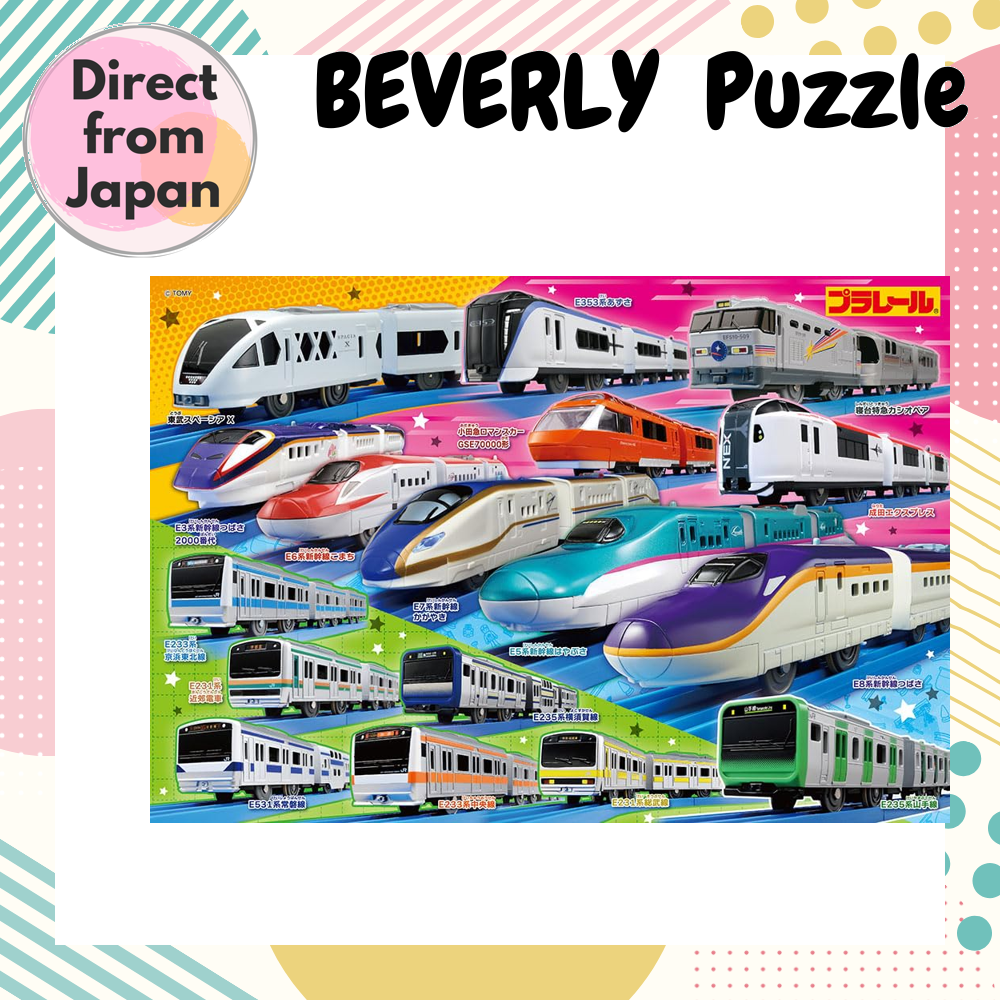 Direct
from
Japan
BEVERLY Puzzle
© TOMY
プラレール
E353系あずさ
東武スペーシア X
寝台特急カシオペア
小田急ロマンスカー
GSE70000形
NEX
成田エクスプレス
E3系新幹線つばさ
2000番代
E6系新幹線こまち
E7系新幹線
かがやき
E5系新幹線はやぶさ
E8系新幹線つばさ
E233系
京浜東北線
E231系
近郊電車
E235系横須賀線
E531系常磐線
E233系中央線
E231系総武線
E235系山手線